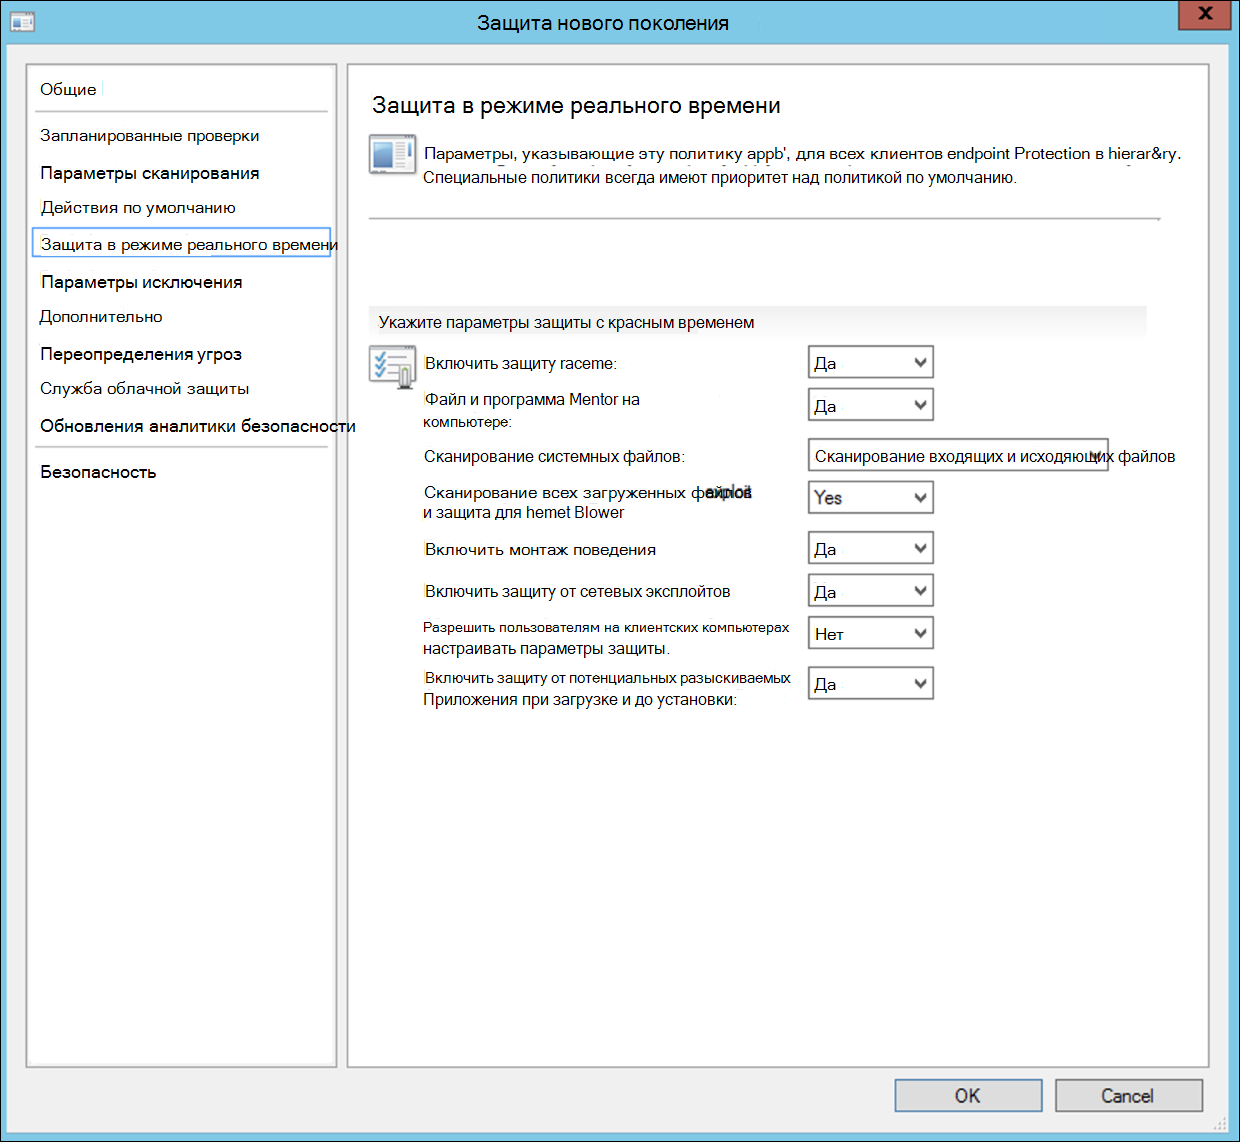 Защита нового поколения
x
Общие
Запланированные проверки
Параметры сканирования
Действия по умолчанию
Защита в режиме реального времени
Параметры исключения
Дополнительно
Переопределения угроз
Служба облачной защиты
Обновления аналитики безопасности
Безопасность
Защита в режиме реального времени
Параметры, указывающие эту политику appb', для всех клиентов endpoint Protection в hierar&ry.
Специальные политики всегда имеют приоритет над политикой по умолчанию.
Укажите параметры защиты с красным временем
Включить защиту raceme: Да
Файл и программа Mentor на Да
компьютере:
Сканирование системных файлов: Сканирование входящих и исходящих файлов
Сканирование всех загруженных файлов exploit Yes
и защита для hemet Blower
Включить монтаж поведения Да
Включить защиту от сетевых эксплойтов Да
Разрешить пользователям на клиентских компьютерах Нет
настраивать параметры защиты.
Включить защиту от потенциальных разыскиваемых Да
Приложения при загрузке и до установки:
OK Cancel